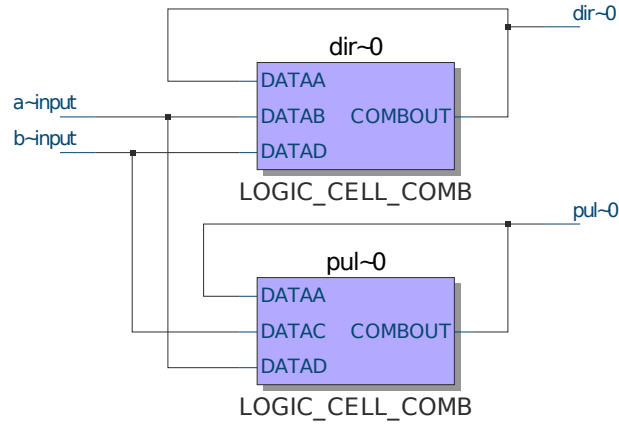 dir~0
dir~0
DATAA
a~input
DATAB COMBOUT
b~input
DATAD
LOGIC_CELL_COMB
pul~0
pul~0
DATAA
DATAC COMBOUT
DATAD
LOGIC_CELL_COMB